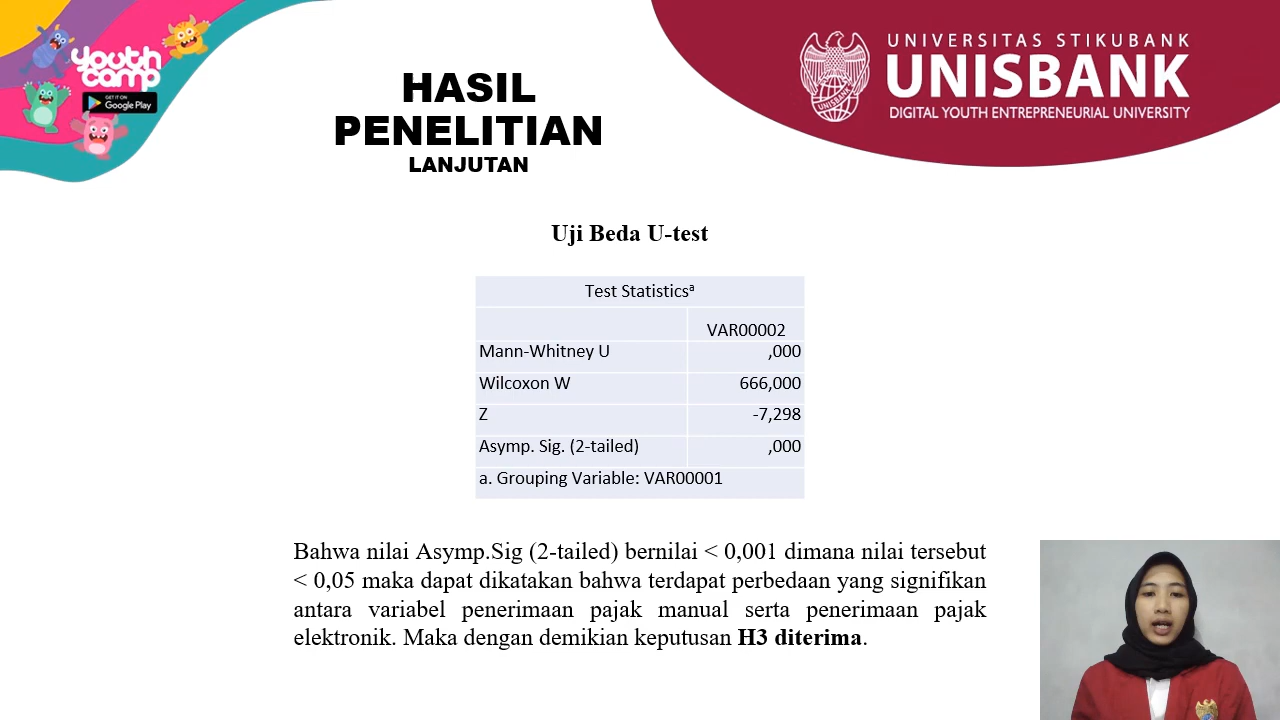 youth
camp
GET IT ON
Google Play
UNIVERSITAS STIKUBANK
UNISBANK
DIGITAL YOUTH ENTREPRENEURIAL UNIVERSITY
UNISBANK
HASIL
PENELITIAN
LANJUTAN
Uji Beda U-test
Test Statisticsᵃ
VAR00002
Mann-Whitney U ,000
Wilcoxon W 666,000
Z -7,298
Asymp. Sig. (2-tailed) ,000
a. Grouping Variable: VAR00001
Bahwa nilai Asymp.Sig (2-tailed) bernilai < 0,001 dimana nilai tersebut
< 0,05 maka dapat dikatakan bahwa terdapat perbedaan yang signifikan
antara variabel penerimaan pajak manual serta penerimaan pajak
elektronik. Maka dengan demikian keputusan H3 diterima.